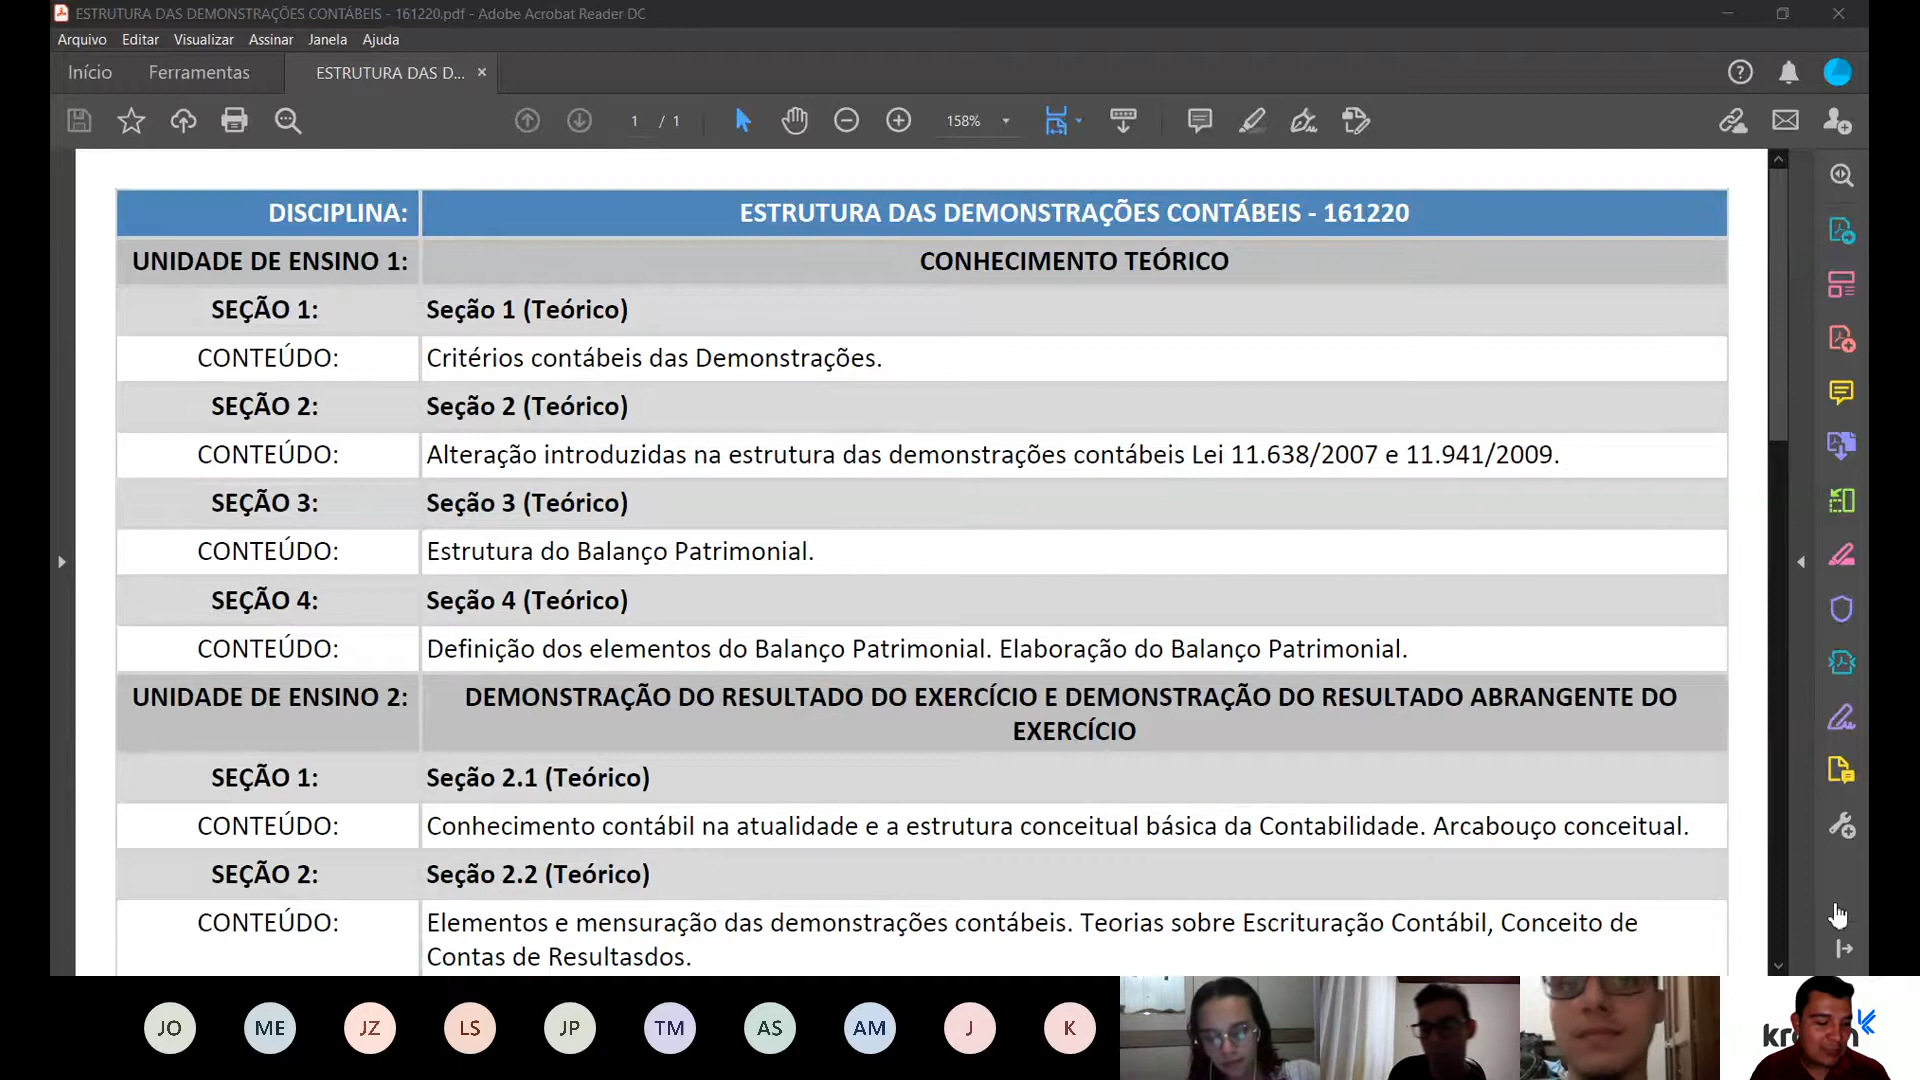 ESTRUTURA DAS DEMONSTRAÇÕES CONTÁBEIS - 161220.pdf - Adobe Acrobat Reader DC
Arquivo Editar Visualizar Assinar Janela Ajuda
Início Ferramentas ESTRUTURA DAS D... ×
1 / 1 158%
DISCIPLINA: ESTRUTURA DAS DEMONSTRAÇÕES CONTÁBEIS - 161220
UNIDADE DE ENSINO 1: CONHECIMENTO TEÓRICO
SEÇÃO 1: Seção 1 (Teórico)
CONTEÚDO: Critérios contábeis das Demonstrações.
SEÇÃO 2: Seção 2 (Teórico)
CONTEÚDO: Alteração introduzidas na estrutura das demonstrações contábeis Lei 11.638/2007 e 11.941/2009.
SEÇÃO 3: Seção 3 (Teórico)
CONTEÚDO: Estrutura do Balanço Patrimonial.
SEÇÃO 4: Seção 4 (Teórico)
CONTEÚDO: Definição dos elementos do Balanço Patrimonial. Elaboração do Balanço Patrimonial.
UNIDADE DE ENSINO 2: DEMONSTRAÇÃO DO RESULTADO DO EXERCÍCIO E DEMONSTRAÇÃO DO RESULTADO ABRANGENTE DO
EXERCÍCIO
SEÇÃO 1: Seção 2.1 (Teórico)
CONTEÚDO: Conhecimento contábil na atualidade e a estrutura conceitual básica da Contabilidade. Arcabouço conceitual.
SEÇÃO 2: Seção 2.2 (Teórico)
CONTEÚDO: Elementos e mensuração das demonstrações contábeis. Teorias sobre Escrituração Contábil, Conceito de
Contas de Resultasdos.
JO ME JZ LS JP TM AS AM J K